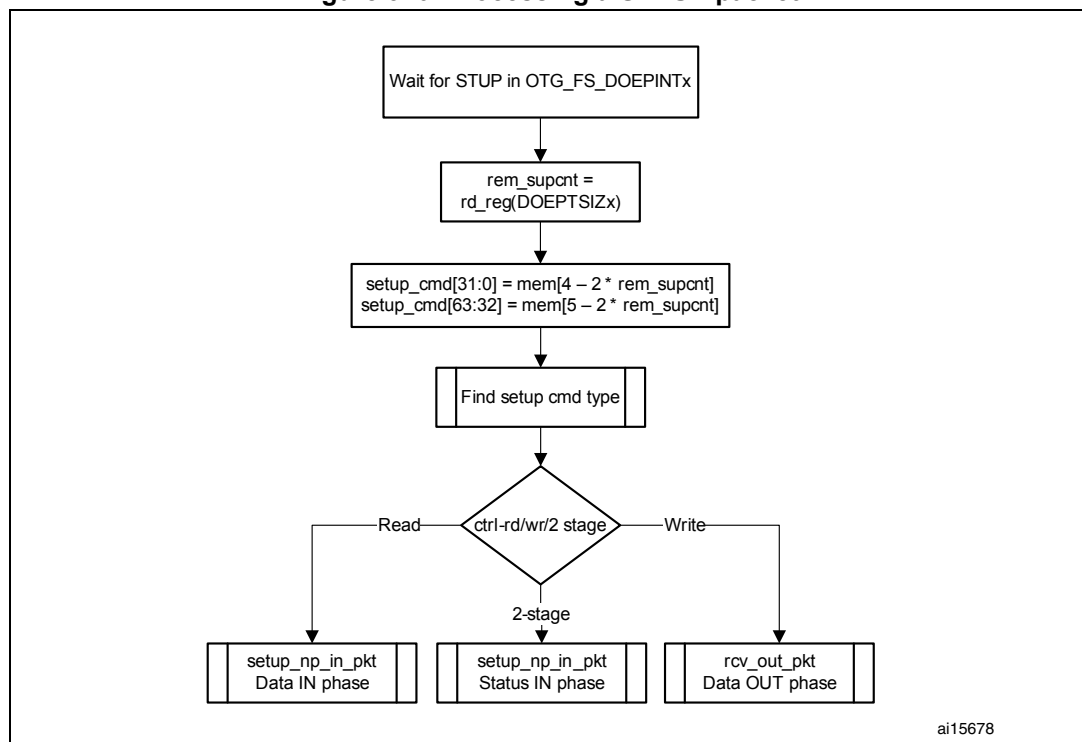 Wait for STUP in OTG_FS_DOEPINTx
rem_supcnt =
rd_reg(DOEPTSIZx)
setup_cmd[31:0] = mem[4 – 2 * rem_supcnt]
setup_cmd[63:32] = mem[5 – 2 * rem_supcnt]
Find setup cmd type
Read
ctrl-rd/wr/2 stage
Write
2-stage
setup_np_in_pkt
Data IN phase
setup_np_in_pkt
Status IN phase
rcv_out_pkt
Data OUT phase
ai15678